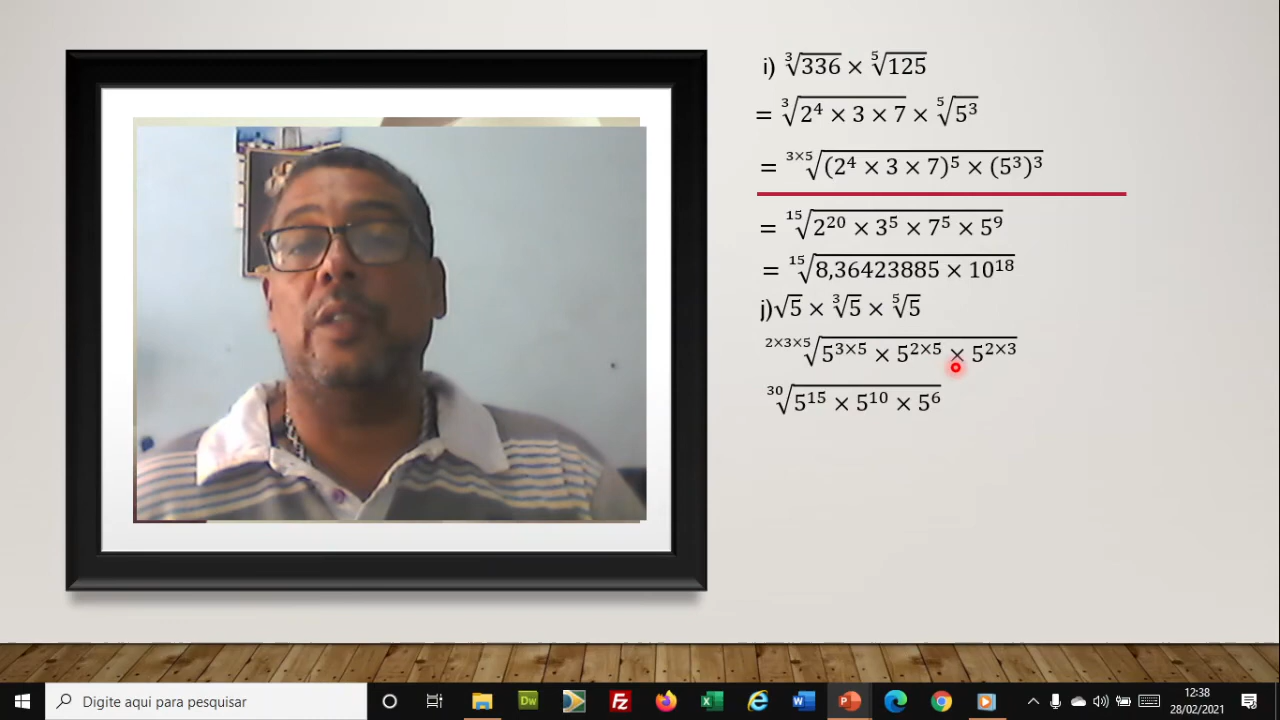 i) ∛336 × ⁵√125
= ∛(2⁴ × 3 × 7) × ⁵√(5³)
= ³ˣ⁵√((2⁴ × 3 × 7)⁵ × (5³)³)
= ¹⁵√(2²⁰ × 3⁵ × 7⁵ × 5⁹)
= ¹⁵√(8,36423885 × 10¹⁸)
j)√5 × ∛5 × ⁵√5
²ˣ³ˣ⁵√(5³ˣ⁵ × 5²ˣ⁵ × 5²ˣ³)
³⁰√(5¹⁵ × 5¹⁰ × 5⁶)
Digite aqui para pesquisar
Dw
Fz
12:38
28/02/2021